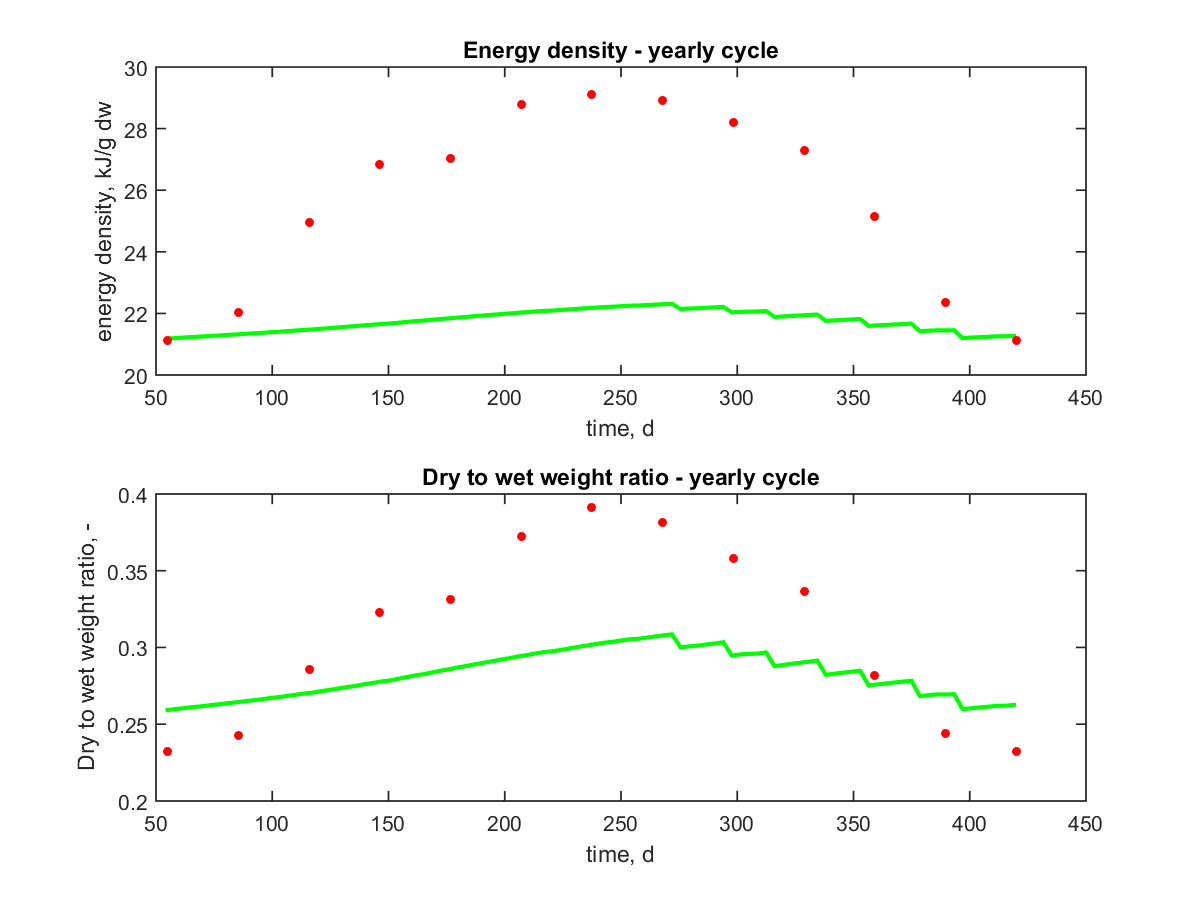 Energy density - yearly cycle
energy density, kJ/g dw
30
28
26
24
22
20
50 100 150 200 250 300 350 400 450
time, d
Dry to wet weight ratio - yearly cycle
Dry to wet weight ratio, -
0.4
0.35
0.3
0.25
0.2
50 100 150 200 250 300 350 400 450
time, d